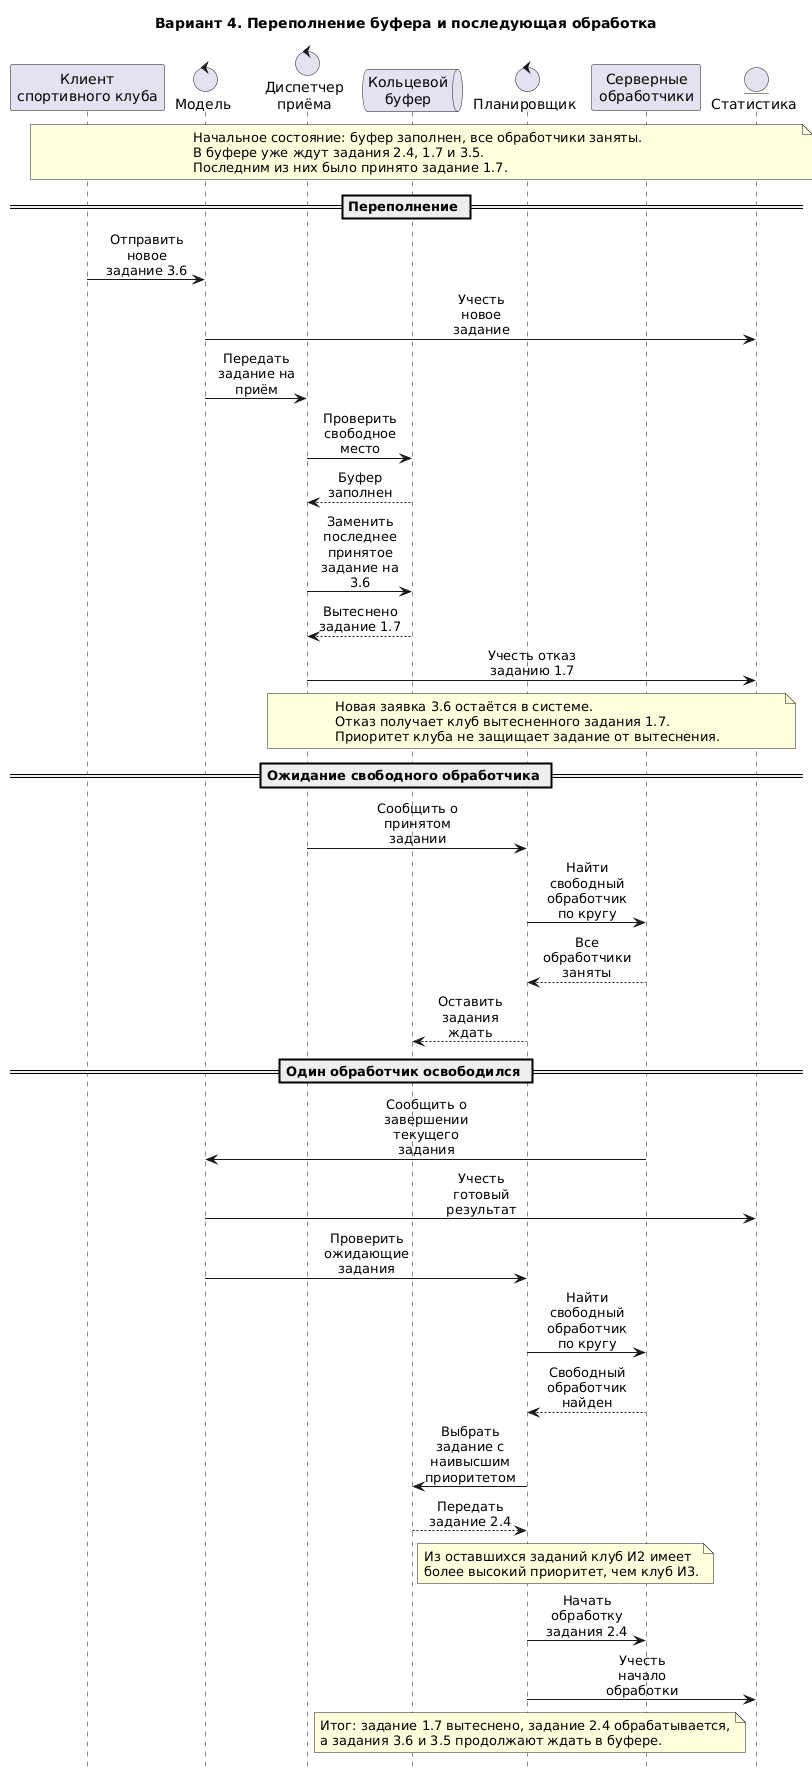 Вариант 4. Переполнение буфера и последующая обработка
Клиент
спортивного клуба
Модель
Диспетчер
приёма
Кольцевой
буфер
Планировщик
Серверные
обработчики
Статистика
Начальное состояние: буфер заполнен, все обработчики заняты.
В буфере уже ждут задания 2.4, 1.7 и 3.5.
Последним из них было принято задание 1.7.
Переполнение
Отправить
новое
задание 3.6
Учесть
новое
задание
Передать
задание на
приём
Проверить
свободное
место
Буфер
заполнен
Заменить
последнее
принятое
задание на
3.6
Вытеснено
задание 1.7
Учесть отказ
заданию 1.7
Новая заявка 3.6 остаётся в системе.
Отказ получает клуб вытесненного задания 1.7.
Приоритет клуба не защищает задание от вытеснения.
Ожидание свободного обработчика
Сообщить о
принятом
задании
Найти
свободный
обработчик
по кругу
Все
обработчики
заняты
Оставить
задания
ждать
Один обработчик освободился
Сообщить о
завершении
текущего
задания
Учесть
готовый
результат
Проверить
ожидающие
задания
Найти
свободный
обработчик
по кругу
Свободный
обработчик
найден
Выбрать
задание с
наивысшим
приоритетом
Передать
задание 2.4
Из оставшихся заданий клуб И2 имеет
более высокий приоритет, чем клуб И3.
Начать
обработку
задания 2.4
Учесть
начало
обработки
Итог: задание 1.7 вытеснено, задание 2.4 обрабатывается,
а задания 3.6 и 3.5 продолжают ждать в буфере.